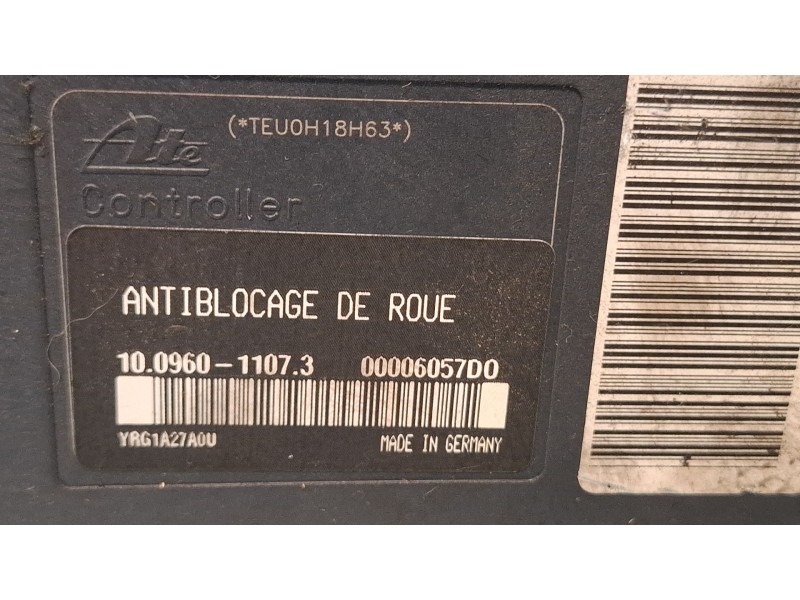 (*TEU0H18H63*)
Ate
Controller
ANTIBLOCAGE DE ROUE
10.0960-1107.3 00006057D0
YRG1A27A0U MADE IN GERMANY